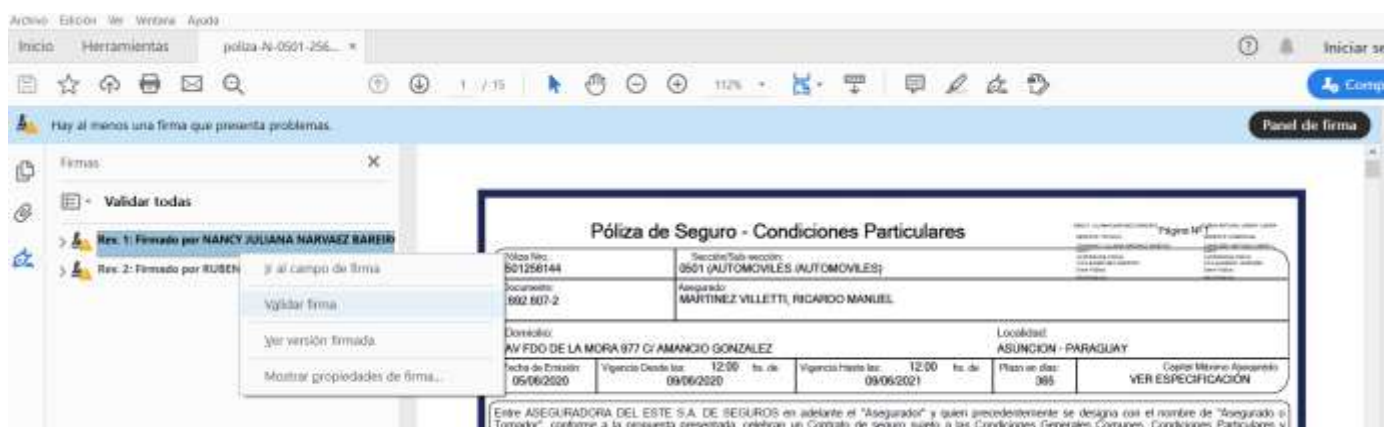 Archivo Edición Ver Ventana Ayuda
Inicio Herramientas poliza-N-0501-256... × Iniciar se
1 / 15 112% Comp
Hay al menos una firma que presenta problemas. Panel de firma
Firmas ×
Validar todas
Rev. 1: Firmado por NANCY JULIANA NARVAEZ BAREIR
Rev. 2: Firmado por RUBEN
Ir al campo de firma
Validar firma
Ver versión firmada
Mostrar propiedades de firma...
Póliza de Seguro - Condiciones Particulares Página Nº
Póliza Nro. Sección/Sub-sección:
501256144 0501 (AUTOMOVILES /AUTOMOVILES)
Documento: Asegurado:
.692.607-2 MARTINEZ VILLETTI, RICARDO MANUEL
Domicilio: Localidad:
AV FDO DE LA MORA 977 C/ AMANCIO GONZALEZ ASUNCION - PARAGUAY
Fecha de Emisión: Vigencia Desde las: 12:00 hs. de Vigencia Hasta las: 12:00 hs. de Plazo en días: Capital Máximo Asegurado
05/06/2020 09/06/2020 09/06/2021 365 VER ESPECIFICACIÓN
Entre ASEGURADORA DEL ESTE S.A. DE SEGUROS en adelante el "Asegurador" y quien precedentemente se designa con el nombre de "Asegurado o
Tomador", conforme a la propuesta presentada, celebran un Contrato de seguro sujeto a las Condiciones Generales Comunes, Condiciones Particulares y